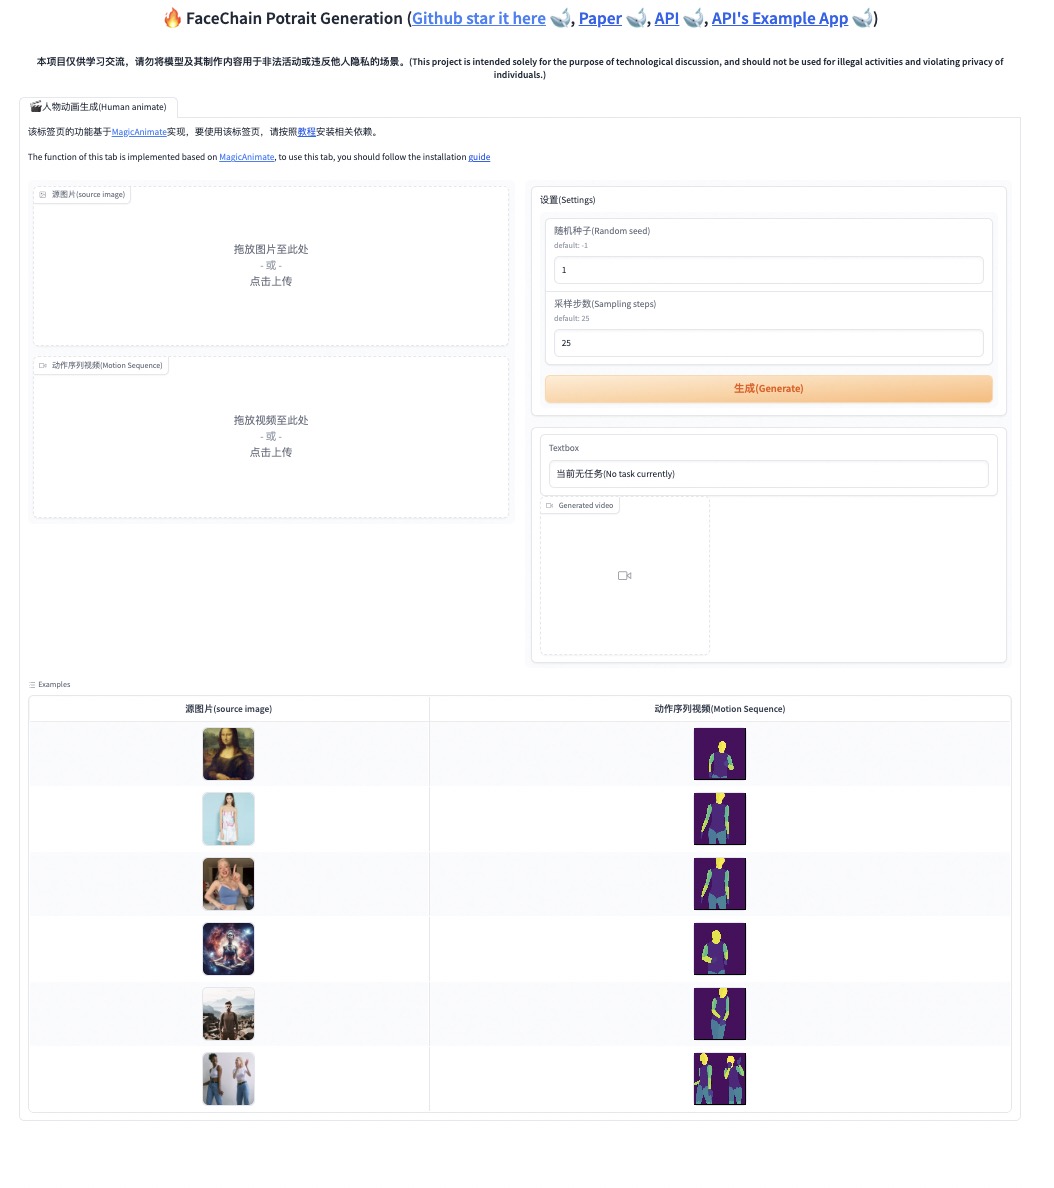 🔥 FaceChain Potrait Generation (Github star it here 🐳, Paper 🐳, API 🐳, API's Example App 🐳)
本项目仅供学习交流，请勿将模型及其制作内容用于非法活动或违反他人隐私的场景。(This project is intended solely for the purpose of technological discussion, and should not be used for illegal activities and violating privacy of
individuals.)
🎬人物动画生成(Human animate)
该标签页的功能基于MagicAnimate实现，要使用该标签页，请按照教程安装相关依赖。
The function of this tab is implemented based on MagicAnimate, to use this tab, you should follow the installation guide
源图片(source image)
拖放图片至此处
- 或 -
点击上传
动作序列视频(Motion Sequence)
拖放视频至此处
- 或 -
点击上传
设置(Settings)
随机种子(Random seed)
default: -1
1
采样步数(Sampling steps)
default: 25
25
生成(Generate)
Textbox
当前无任务(No task currently)
Generated video
Examples
源图片(source image)
动作序列视频(Motion Sequence)